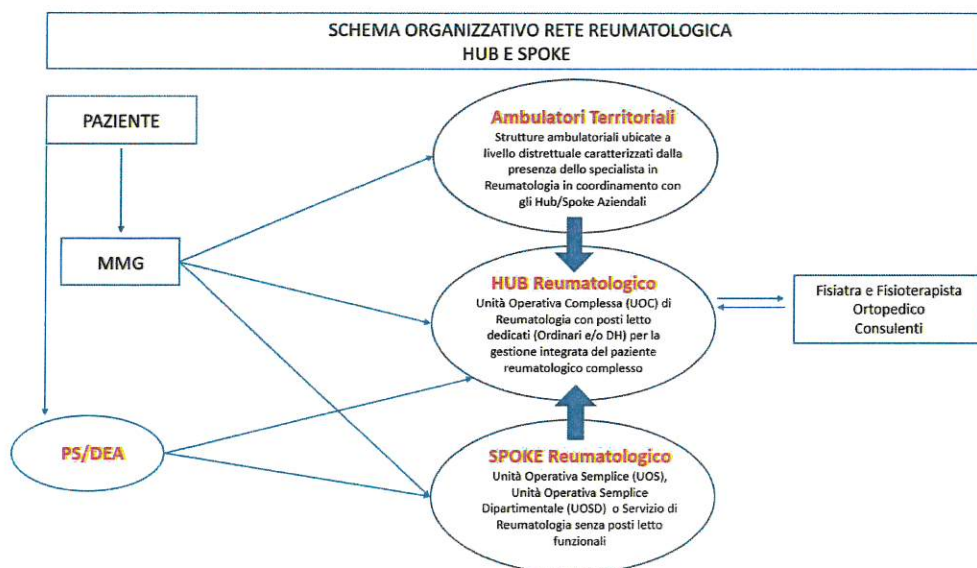 SCHEMA ORGANIZZATIVO RETE REUMATOLOGICA
HUB E SPOKE
PAZIENTE
MMG
PS/DEA
Ambulatori Territoriali
Strutture ambulatoriali ubicate a
livello distrettuale caratterizzati dalla
presenza dello specialista in
Reumatologia in coordinamento con
gli Hub/Spoke Aziendali
HUB Reumatologico
Unità Operativa Complessa (UOC) di
Reumatologia con posti letto
dedicati (Ordinari e/o DH) per la
gestione integrata del paziente
reumatologico complesso
SPOKE Reumatologico
Unità Operativa Semplice (UOS),
Unità Operativa Semplice
Dipartimentale (UOSD) o Servizio di
Reumatologia senza posti letto
funzionali
Fisiatra e Fisioterapista
Ortopedico
Consulenti